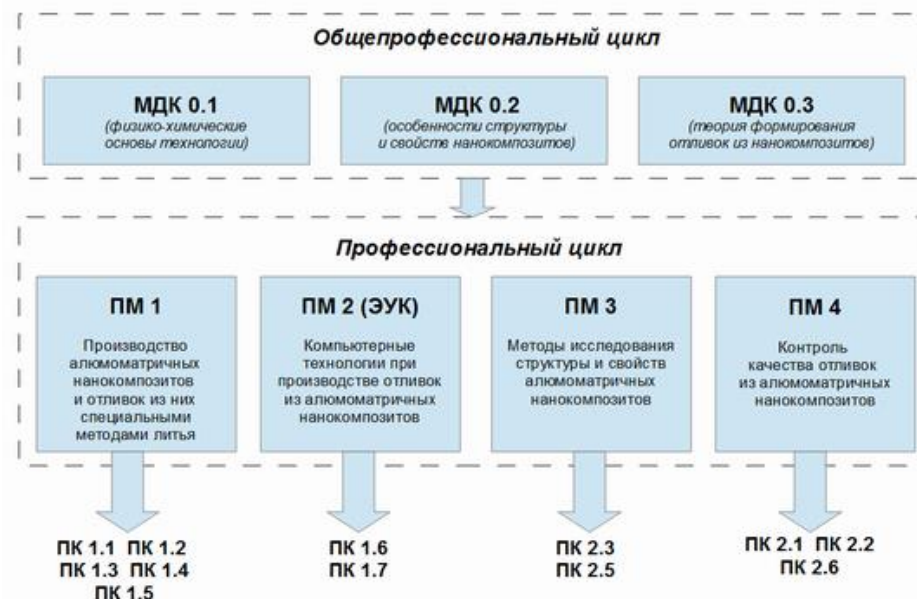 Общепрофессиональный цикл
МДК 0.1
(физико-химические
основы технологии)
МДК 0.2
(особенности структуры
и свойств нанокомпозитов)
МДК 0.3
(теория формирования
отливок из нанокомпозитов)
Профессиональный цикл
ПМ 1
Производство
алюмоматричных
нанокомпозитов
и отливок из них
специальными
методами литья
ПМ 2 (ЭУК)
Компьютерные
технологии при
производстве отливок
из алюмоматричных
нанокомпозитов
ПМ 3
Методы исследования
структуры и свойств
алюмоматричных
нанокомпозитов
ПМ 4
Контроль
качества отливок
из алюмоматричных
нанокомпозитов
ПК 1.1 ПК 1.2
ПК 1.3 ПК 1.4
ПК 1.5
ПК 1.6
ПК 1.7
ПК 2.3
ПК 2.5
ПК 2.1 ПК 2.2
ПК 2.6